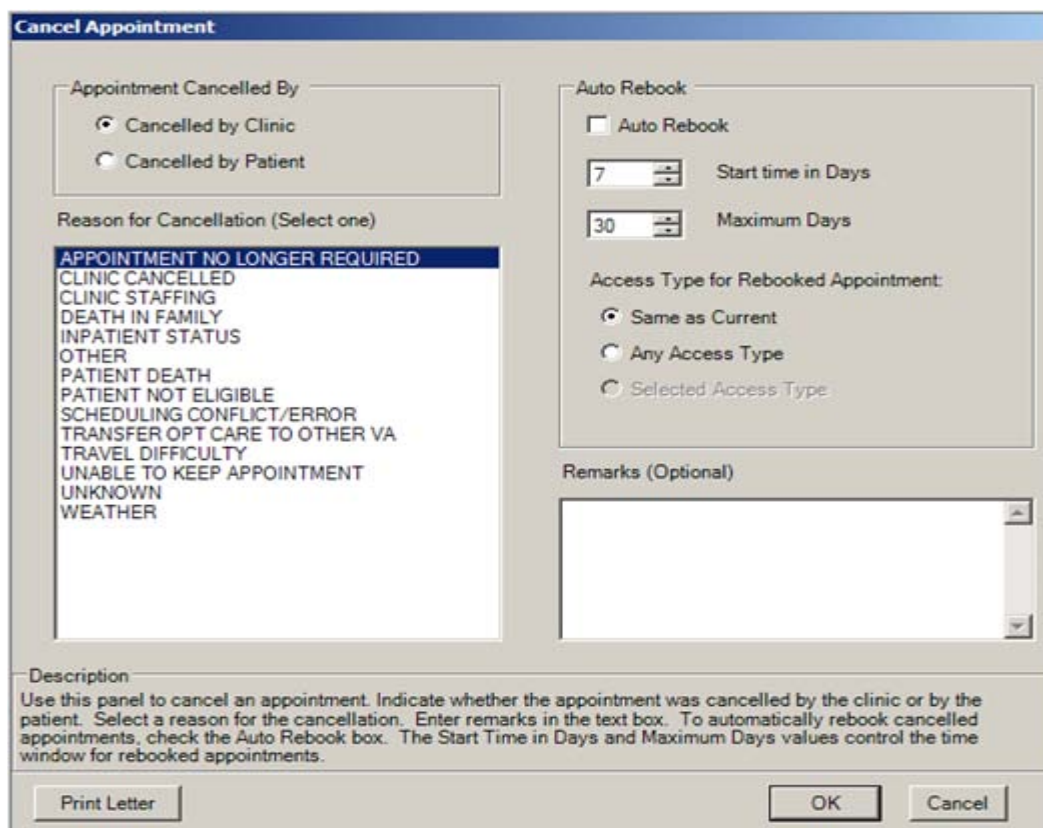 Cancel Appointment
Appointment Cancelled By
Cancelled by Clinic
Cancelled by Patient
Reason for Cancellation (Select one)
APPOINTMENT NO LONGER REQUIRED
CLINIC CANCELLED
CLINIC STAFFING
DEATH IN FAMILY
INPATIENT STATUS
OTHER
PATIENT DEATH
PATIENT NOT ELIGIBLE
SCHEDULING CONFLICT/ERROR
TRANSFER OPT CARE TO OTHER VA
TRAVEL DIFFICULTY
UNABLE TO KEEP APPOINTMENT
UNKNOWN
WEATHER
Auto Rebook
Auto Rebook
7 Start time in Days
30 Maximum Days
Access Type for Rebooked Appointment:
Same as Current
Any Access Type
Selected Access Type
Remarks (Optional)
Description
Use this panel to cancel an appointment. Indicate whether the appointment was cancelled by the clinic or by the
patient. Select a reason for the cancellation. Enter remarks in the text box. To automatically rebook cancelled
appointments, check the Auto Rebook box. The Start Time in Days and Maximum Days values control the time
window for rebooked appointments.
Print Letter OK Cancel